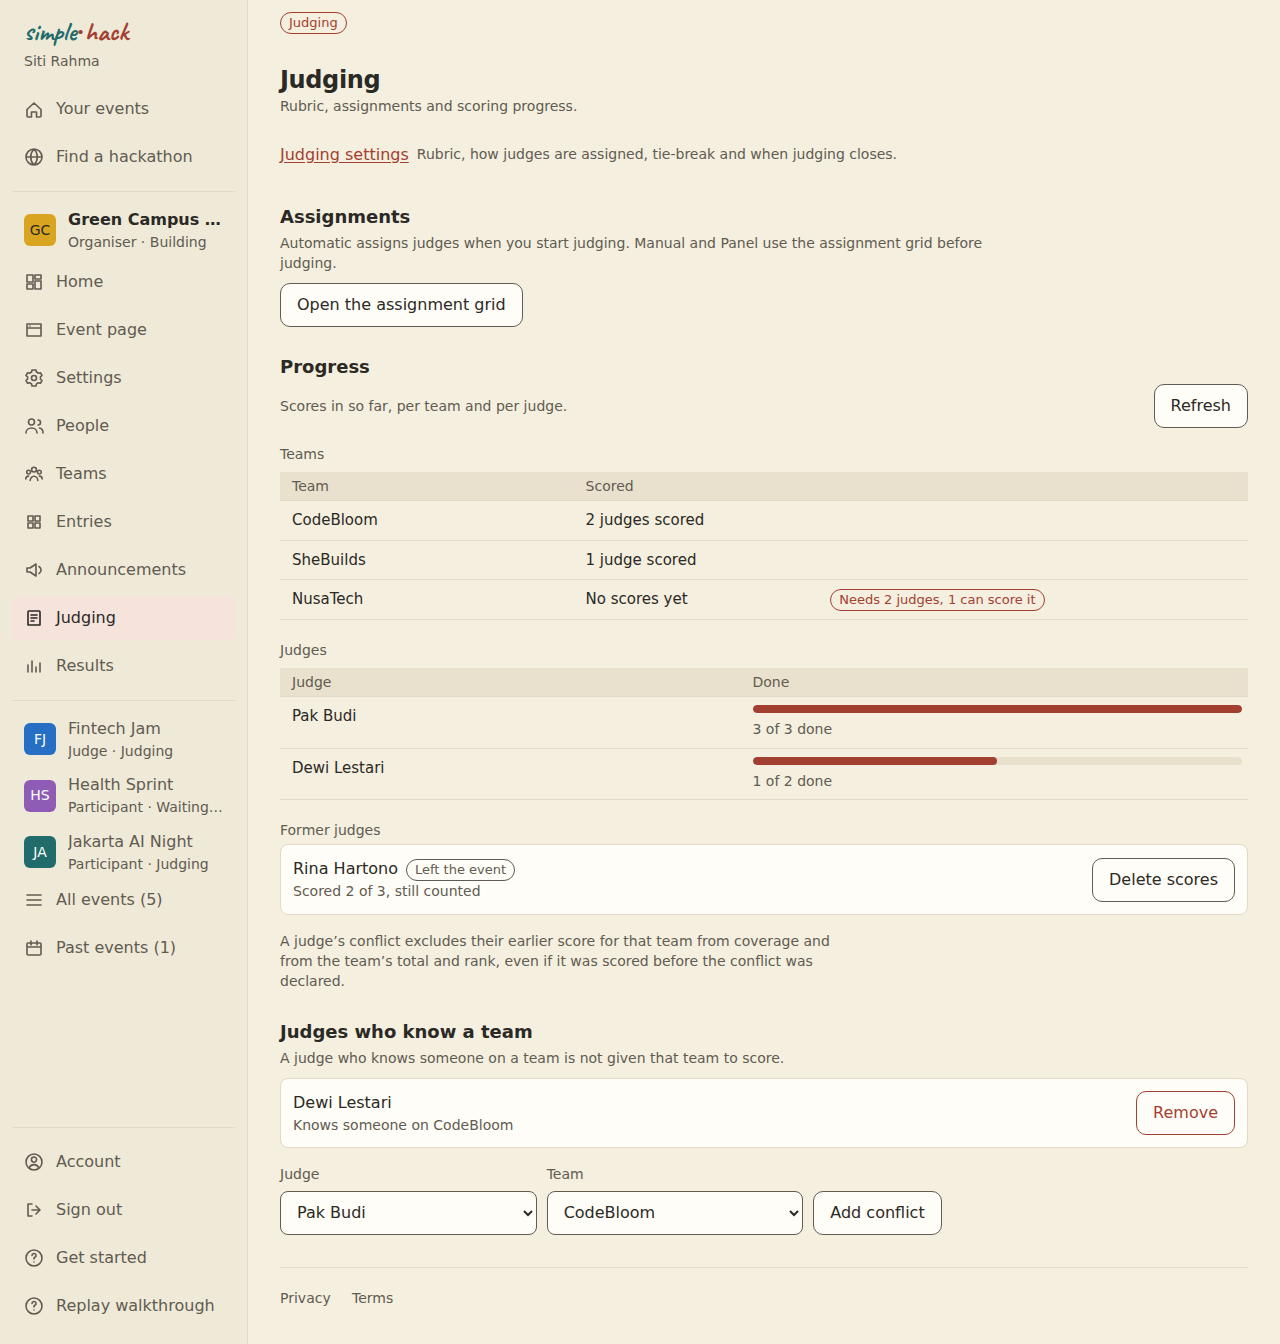 simple·hack
Siti Rahma
Your events
Find a hackathon
GC
Green Campus ...
Organiser · Building
Home
Event page
Settings
People
Teams
Entries
Announcements
Judging
Results
FJ
Fintech Jam
Judge · Judging
HS
Health Sprint
Participant · Waiting...
JA
Jakarta AI Night
Participant · Judging
All events (5)
Past events (1)
Account
Sign out
Get started
Replay walkthrough
Judging
Judging
Rubric, assignments and scoring progress.
Judging settings Rubric, how judges are assigned, tie-break and when judging closes.
Assignments
Automatic assigns judges when you start judging. Manual and Panel use the assignment grid before
judging.
Open the assignment grid
Progress
Scores in so far, per team and per judge.
Refresh
Teams
Team Scored
CodeBloom 2 judges scored
SheBuilds 1 judge scored
NusaTech No scores yet Needs 2 judges, 1 can score it
Judges
Judge Done
Pak Budi
3 of 3 done
Dewi Lestari
1 of 2 done
Former judges
Rina Hartono Left the event
Scored 2 of 3, still counted
Delete scores
A judge’s conflict excludes their earlier score for that team from coverage and
from the team’s total and rank, even if it was scored before the conflict was
declared.
Judges who know a team
A judge who knows someone on a team is not given that team to score.
Dewi Lestari
Knows someone on CodeBloom
Remove
Judge Team
Pak Budi CodeBloom Add conflict
Privacy Terms